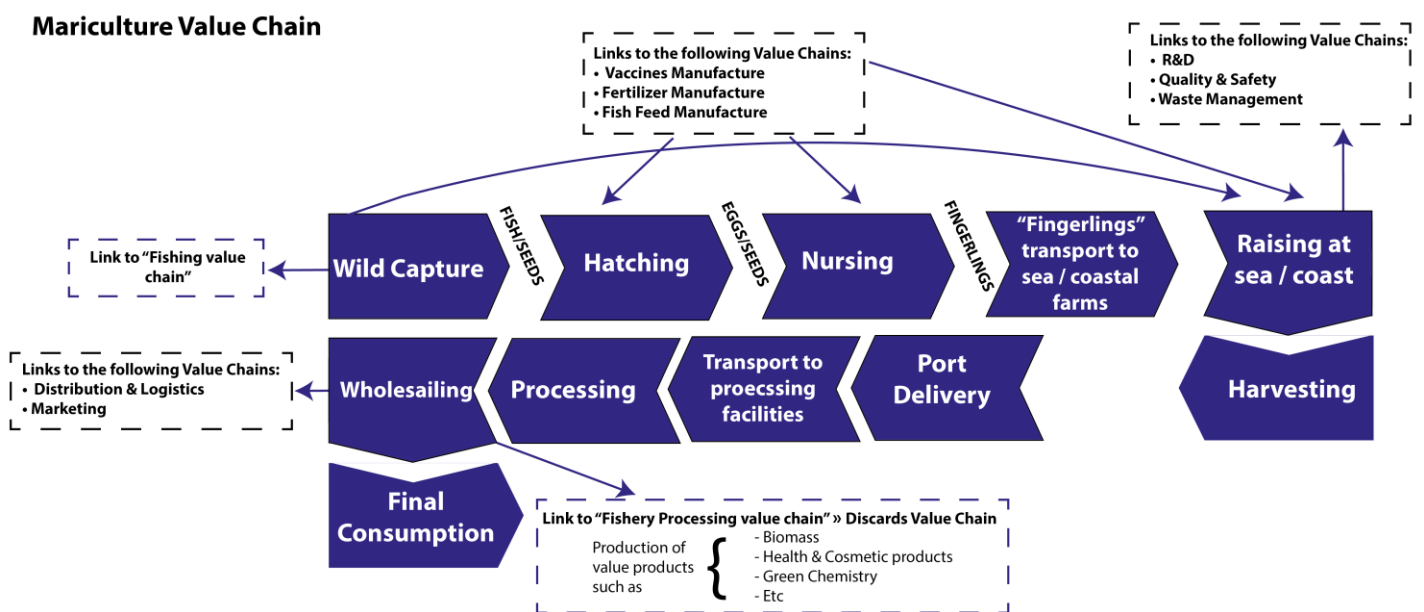 Mariculture Value Chain
Links to the following Value Chains:
• Vaccines Manufacture
• Fertilizer Manufacture
• Fish Feed Manufacture
Links to the following Value Chains:
• R&D
• Quality & Safety
• Waste Management
Link to “Fishing value
chain”
Wild Capture
FISH/SEEDS
Hatching
EGGS/SEEDS
Nursing
FINGERLINGS
“Fingerlings”
transport to
sea / coastal
farms
Raising at
sea / coast
Links to the following Value Chains:
• Distribution & Logistics
• Marketing
Wholesailing
Processing
Transport to
proecssing
facilities
Port
Delivery
Harvesting
Final
Consumption
Link to “Fishery Processing value chain” » Discards Value Chain
Production of
value products
such as
{
- Biomass
- Health & Cosmetic products
- Green Chemistry
- Etc